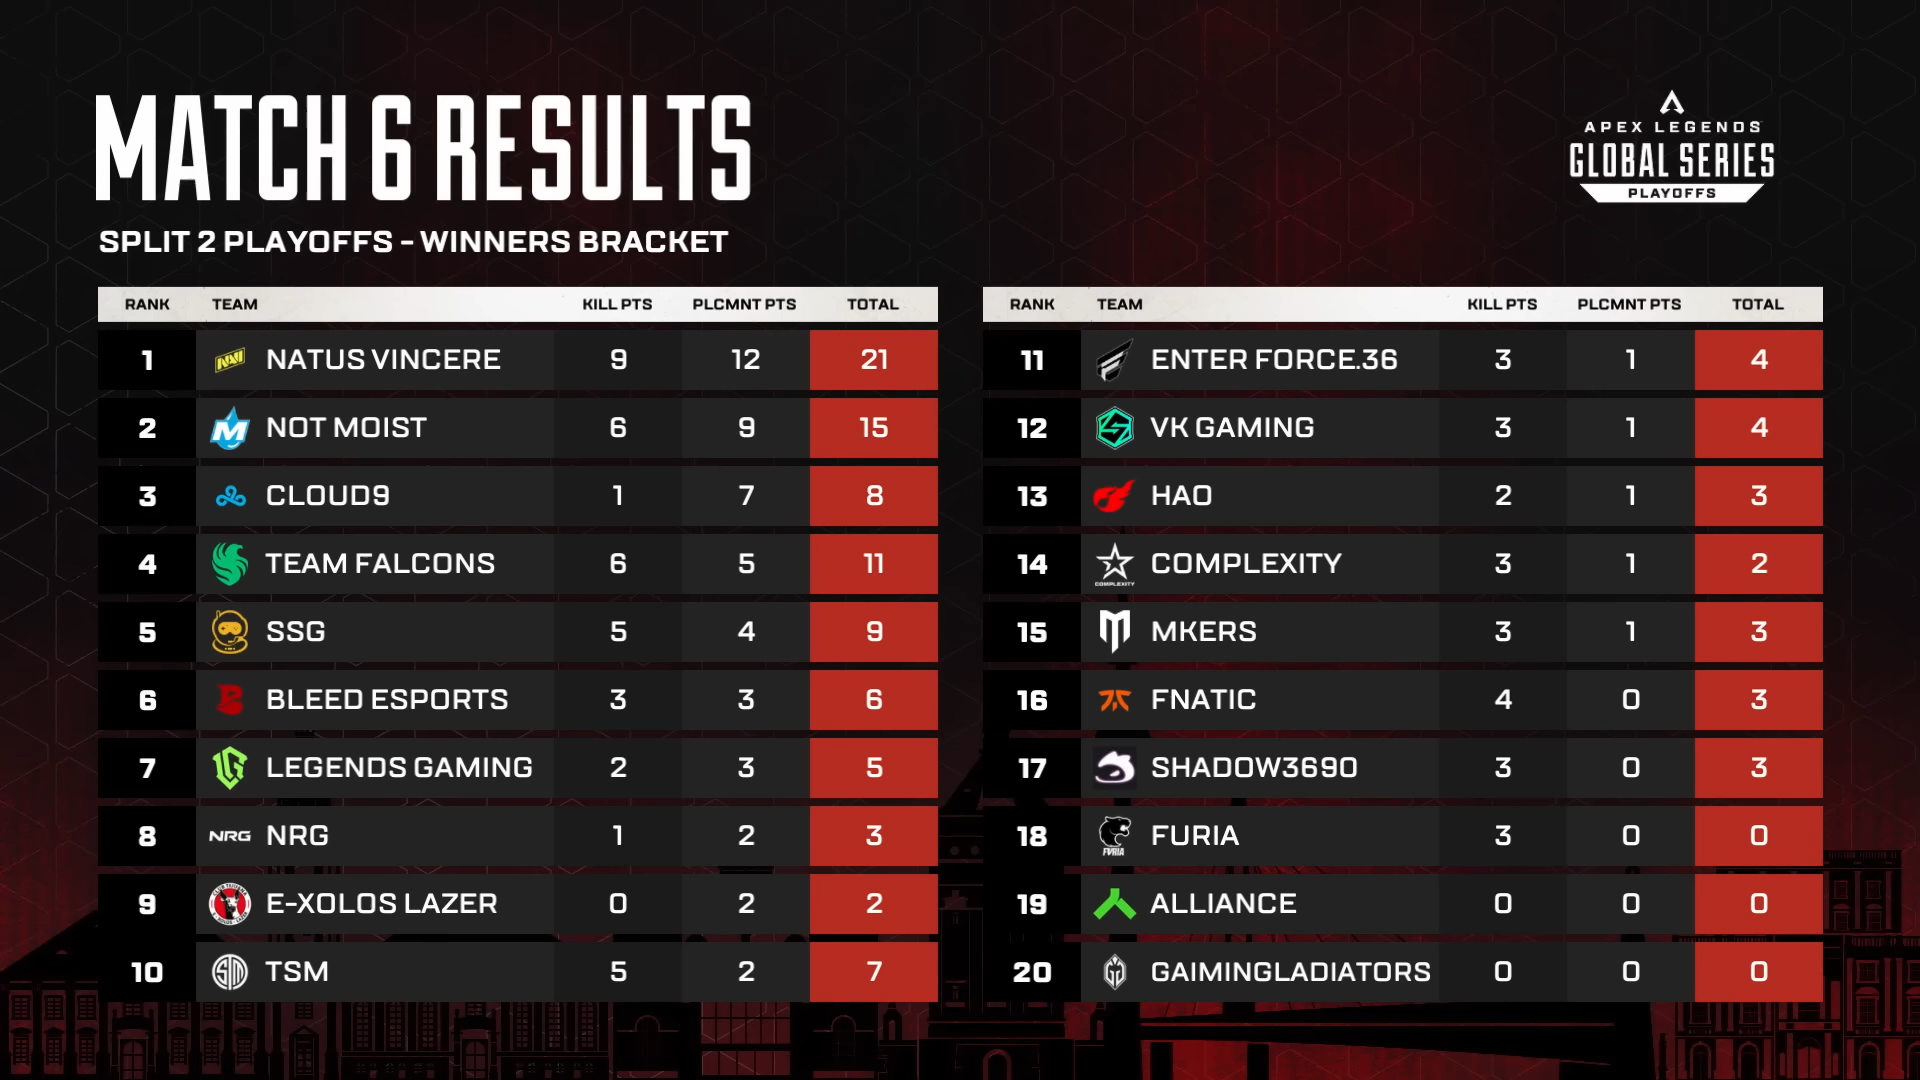 MATCH 6 RESULTS
SPLIT 2 PLAYOFFS - WINNERS BRACKET
APEX LEGENDS
GLOBAL SERIES
PLAYOFFS
RANK TEAM KILL PTS PLCMNT PTS TOTAL
1 NAVI NATUS VINCERE 9 12 21
2 M NOT MOIST 6 9 15
3 CLOUD9 1 7 8
4 TEAM FALCONS 6 5 11
5 SSG 5 4 9
6 BLEED ESPORTS 3 3 6
7 LG LEGENDS GAMING 2 3 5
8 NRG NRG 1 2 3
9 E-XOLOS LAZER 0 2 2
10 TSM TSM 5 2 7
RANK TEAM KILL PTS PLCMNT PTS TOTAL
11 ENTER FORCE.36 3 1 4
12 VK GAMING 3 1 4
13 HAO 2 1 3
14 COMPLEXITY COMPLEXITY 3 1 2
15 MKERS 3 1 3
16 FNATIC 4 0 3
17 SHADOW3690 3 0 3
18 FURIA FURIA 3 0 0
19 ALLIANCE 0 0 0
20 GAIMINGLADIATORS 0 0 0